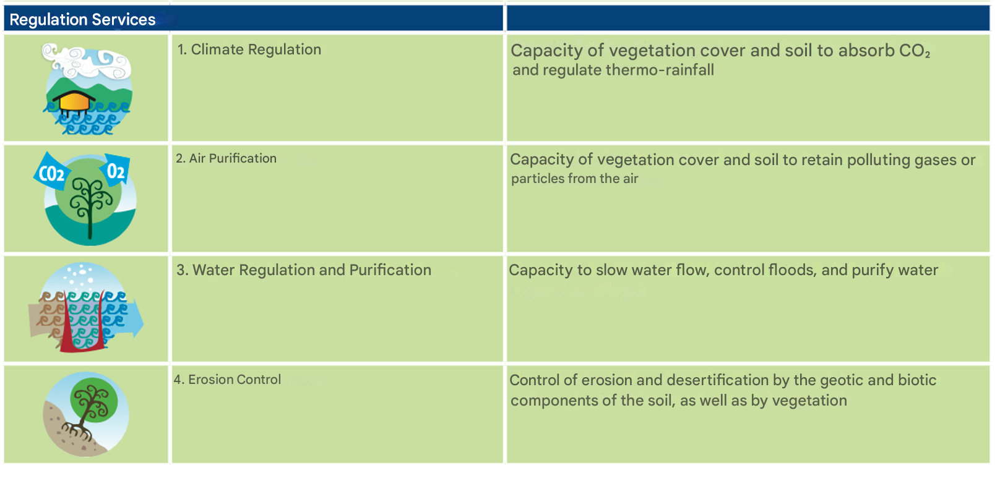 Regulation Services
1. Climate Regulation
Capacity of vegetation cover and soil to absorb CO₂
and regulate thermo-rainfall
CO2
O2
2. Air Purification
Capacity of vegetation cover and soil to retain polluting gases or
particles from the air
3. Water Regulation and Purification
Capacity to slow water flow, control floods, and purify water
4. Erosion Control
Control of erosion and desertification by the geotic and biotic
components of the soil, as well as by vegetation